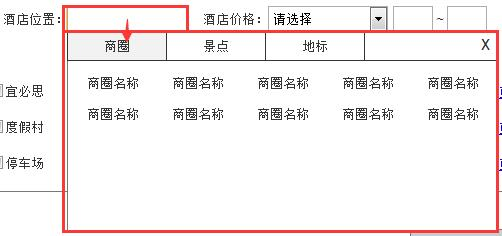 酒店位置： 酒店价格： 请选择 ~
商圈 景点 地标 X
商圈名称 商圈名称 商圈名称 商圈名称 商圈名称
宜必思
商圈名称 商圈名称 商圈名称 商圈名称 商圈名称
度假村
停车场